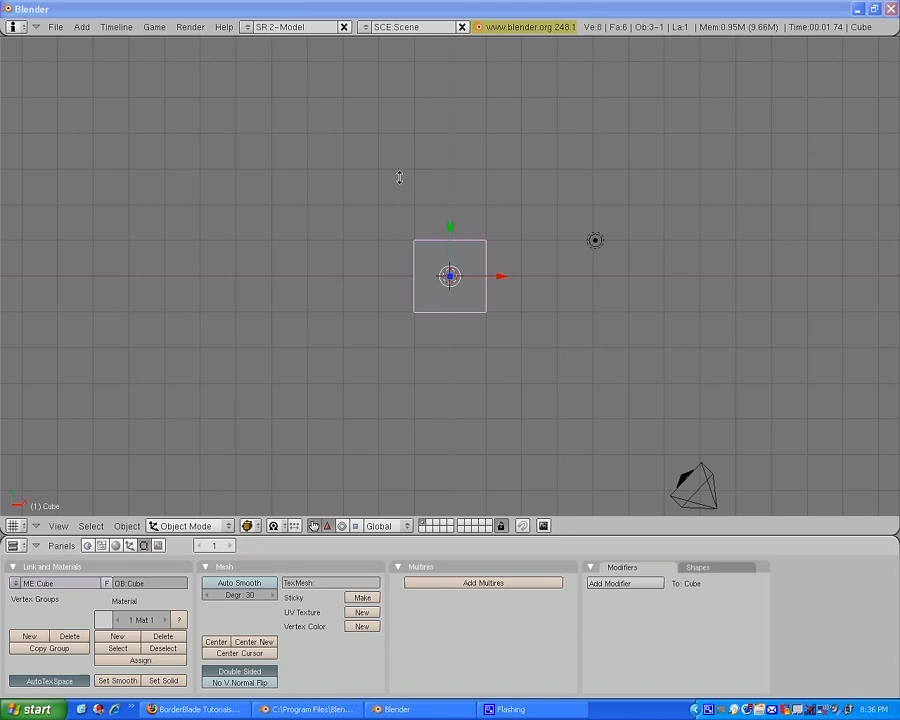 Blender
File Add Timeline Game Render Help SR:2-Model SCE:Scene www.blender.org 248.1 Ve:8 | Fa:6 | Ob:3-1 | La:1 | Mem:0.95M (9.66M) | Time:00:01.74 | Cube
(1) Cube
View Select Object Object Mode Global
Panels 1
Link and Materials Mesh Multires Modifiers Shapes
ME:Cube F OB:Cube Auto Smooth TexMesh: Add Multires Add Modifier To: Cube
Vertex Groups Material Degr: 30 Sticky Make
1 Mat 1 ? UV Texture New
Vertex Color New
New Delete New Delete Center Center New
Copy Group Select Deselect Center Cursor
Assign
Double Sided
AutoTexSpace Set Smooth Set Solid No V.Normal Flip
start BorderBlade Tutorials... C:\Program Files\Blen... Blender Flashing 8:36 PM